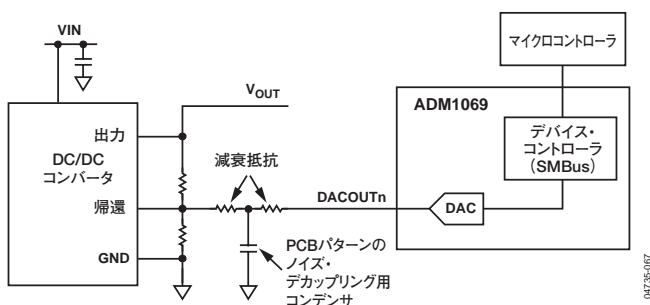 VIN
マイクロコントローラ
VOUT
ADM1069
出力
DC/DC
コンバータ
減衰抵抗
デバイス・
コントローラ
(SMBus)
帰還
DACOUTn
DAC
GND
PCBパターンの
ノイズ・
デカップリング用
コンデンサ
04735-067